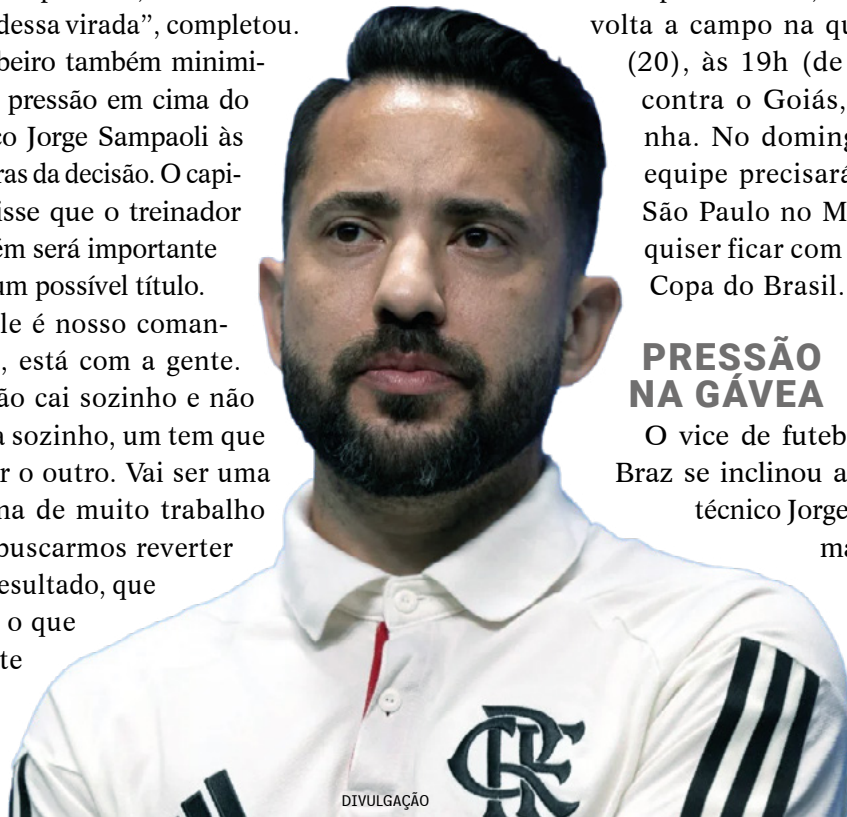 dessa virada”, completou.
beiro também minimi-
pressão em cima do
co Jorge Sampaoli às
ras da decisão. O capi-
isse que o treinador
ém será importante
um possível título.
le é nosso coman-
, está com a gente.
ão cai sozinho e não
a sozinho, um tem que
r o outro. Vai ser uma
na de muito trabalho
buscarmos reverter
esultado, que
o que
te
volta a campo na qu
(20), às 19h (de
contra o Goiás,
nha. No doming
equipe precisará
São Paulo no M
quiser ficar com
Copa do Brasil.
PRESSÃO
NA GÁVEA
O vice de futeb
Braz se inclinou a
técnico Jorge
ma
CRF
DIVULGAÇÃO